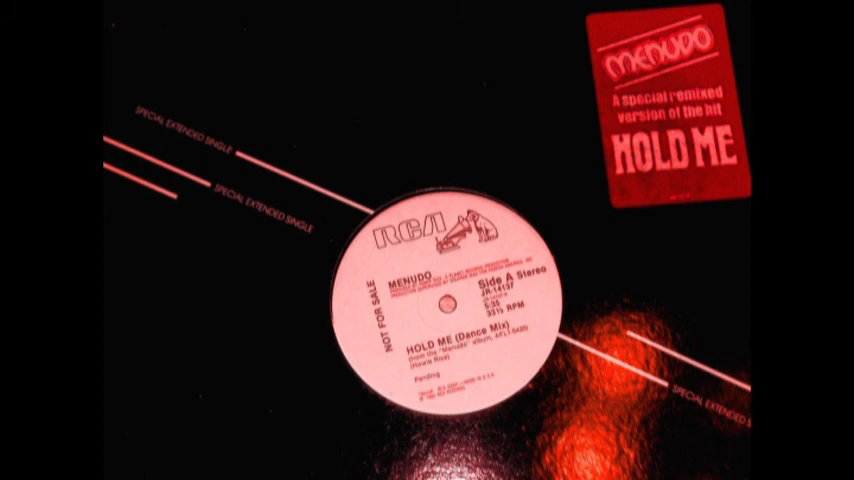 MENUDO
A special remixed
version of the hit
HOLD ME
SPECIAL EXTENDED SINGLE
SPECIAL EXTENDED SINGLE
RCA
MENUDO
Side A Stereo
JR-14137
5:35
33⅓ RPM
NOT FOR SALE
HOLD ME (Dance Mix)
(from the "Menudo" album, AFL1-5420)
(Howie Rice)
Pending
SPECIAL EXTENDED S